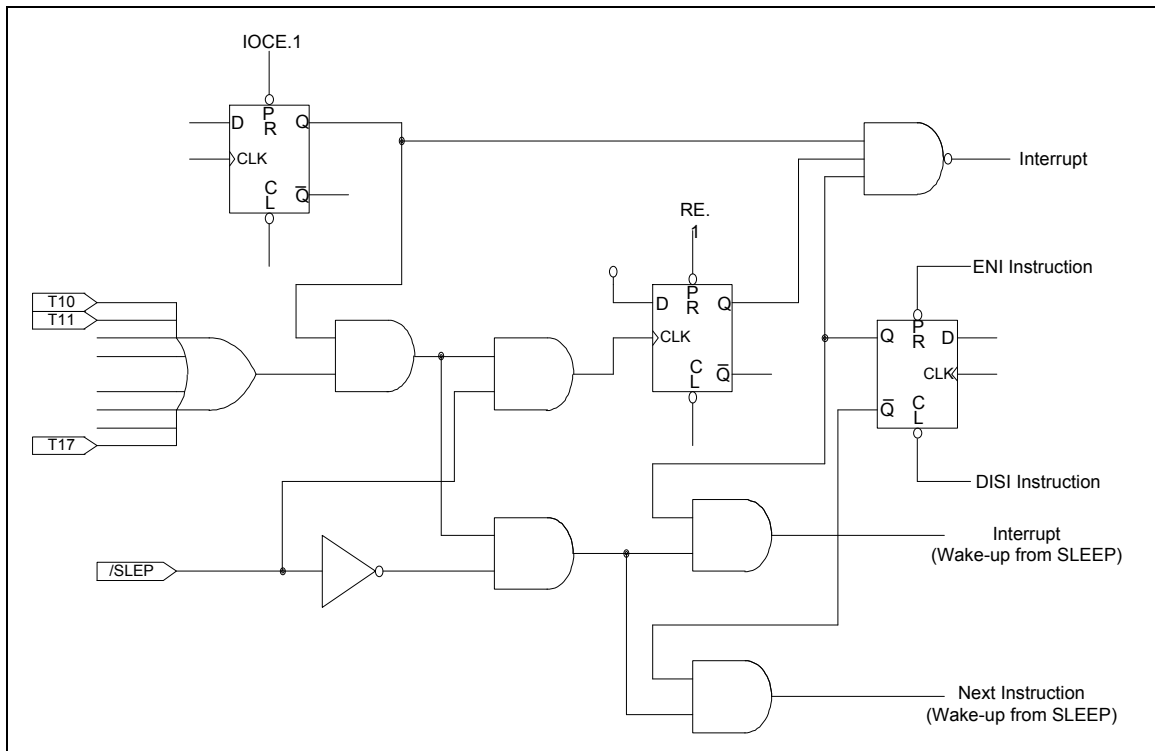 IOCE.1
D
P
R
Q
CLK
C
L
Q
Interrupt
RE.
1
D
P
R
Q
CLK
C
L
Q
ENI Instruction
P
R
Q
D
CLK
Q
C
L
DISI Instruction
T10
T11
T17
/SLEP
Interrupt
(Wake-up from SLEEP)
Next Instruction
(Wake-up from SLEEP)